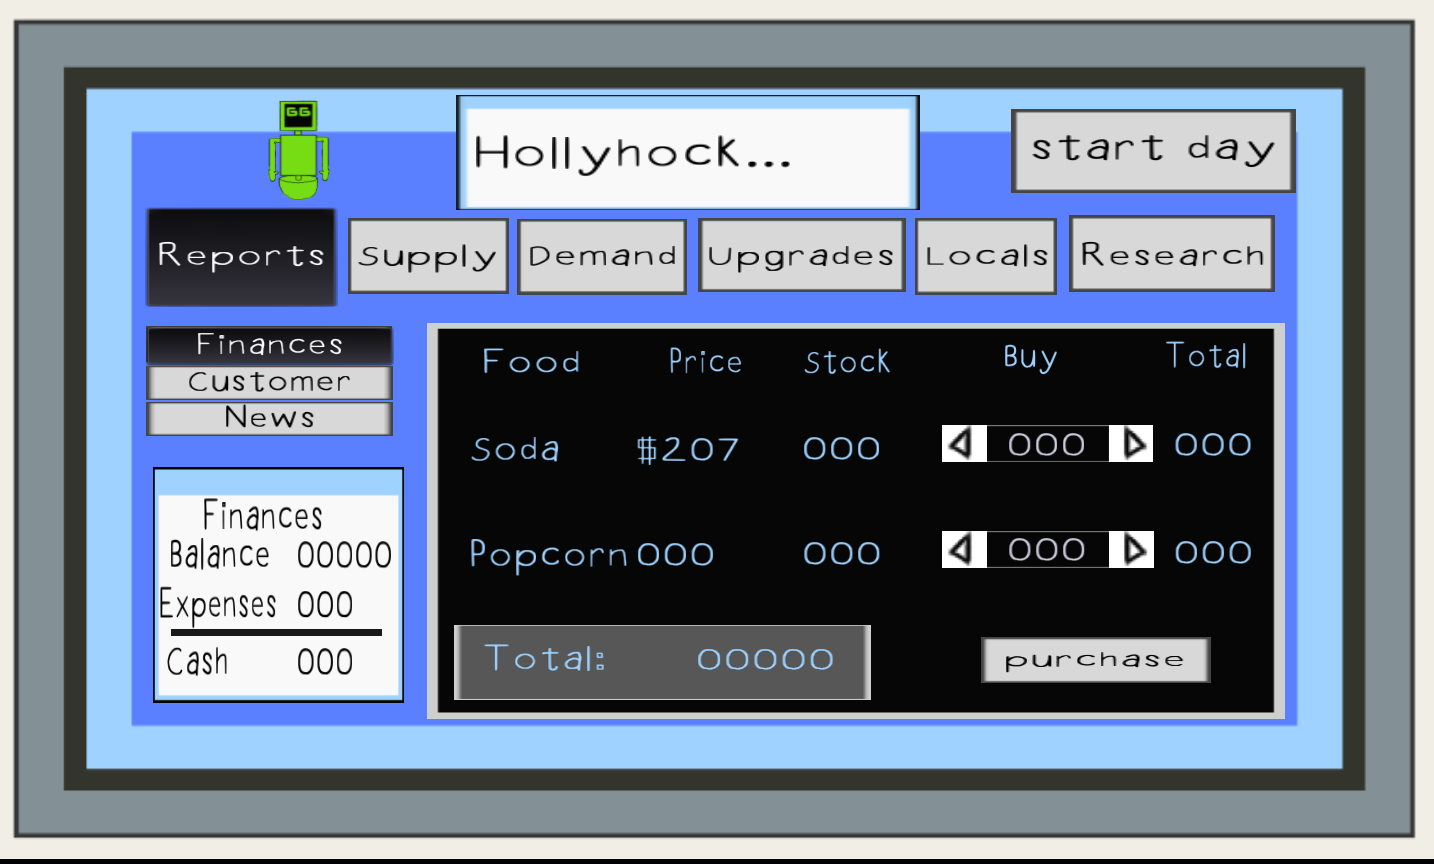 GG
Hollyhock...
start day
Reports Supply Demand Upgrades Locals Research
Finances
Customer
News
Finances
Balance 00000
Expenses 000
Cash 000
Food Price Stock Buy Total
Soda $207 000 000 000
Popcorn 000 000 000 000
Total: 00000
purchase